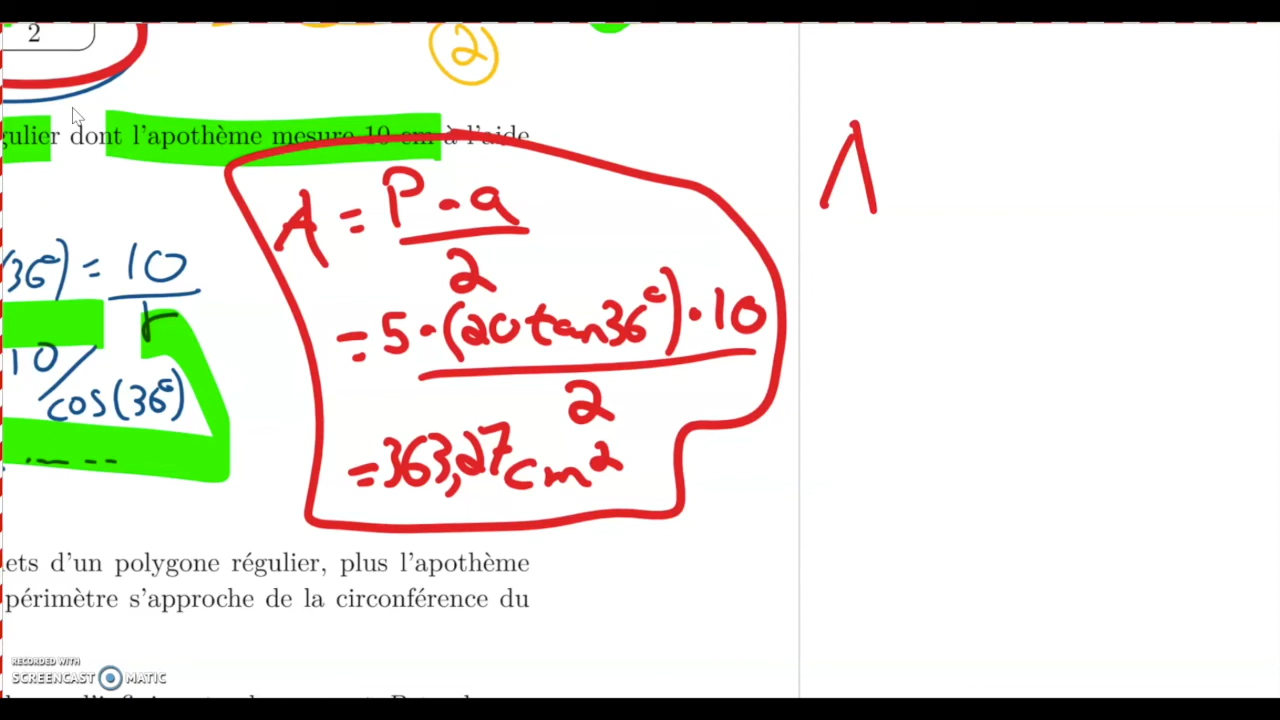 2
2
gulier dont l'apothème mesure 10 cm à l'aide
A = P · a / 2
(36°) = 10 / r
= 5 · (20 tan 36°) · 10 / 2
10 / cos(36°)
= 363,27 cm²
ets d'un polygone régulier, plus l'apothème
périmètre s'approche de la circonférence du
RECORDED WITH
SCREENCAST MATIC